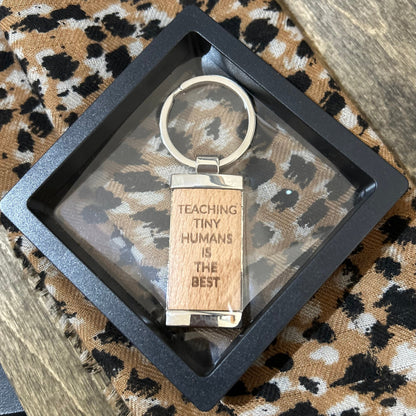 TEACHING
TINY
HUMANS
IS
THE
BEST